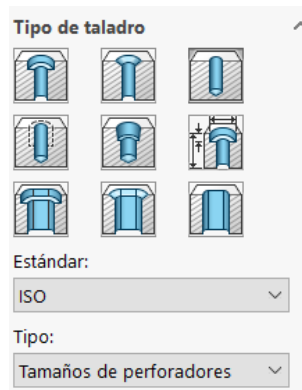 Tipo de taladro
Estándar:
ISO
Tipo:
Tamaños de perforadores